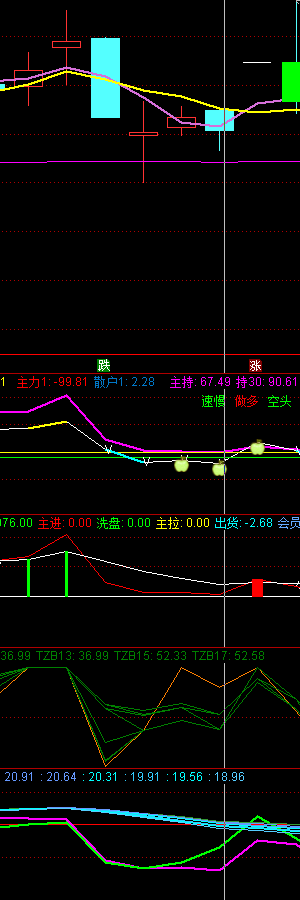 跌 涨
1 主力1: -99.81 散户1: 2.28 主持: 67.49 持30: 90.61
速慢 做多 空头
076.00 主进: 0.00 洗盘: 0.00 主拉: 0.00 出货: -2.68 会员
36.99 TZB13: 36.99 TZB15: 52.33 TZB17: 52.58
20.91 : 20.64 : 20.31 : 19.91 : 19.56 : 18.96